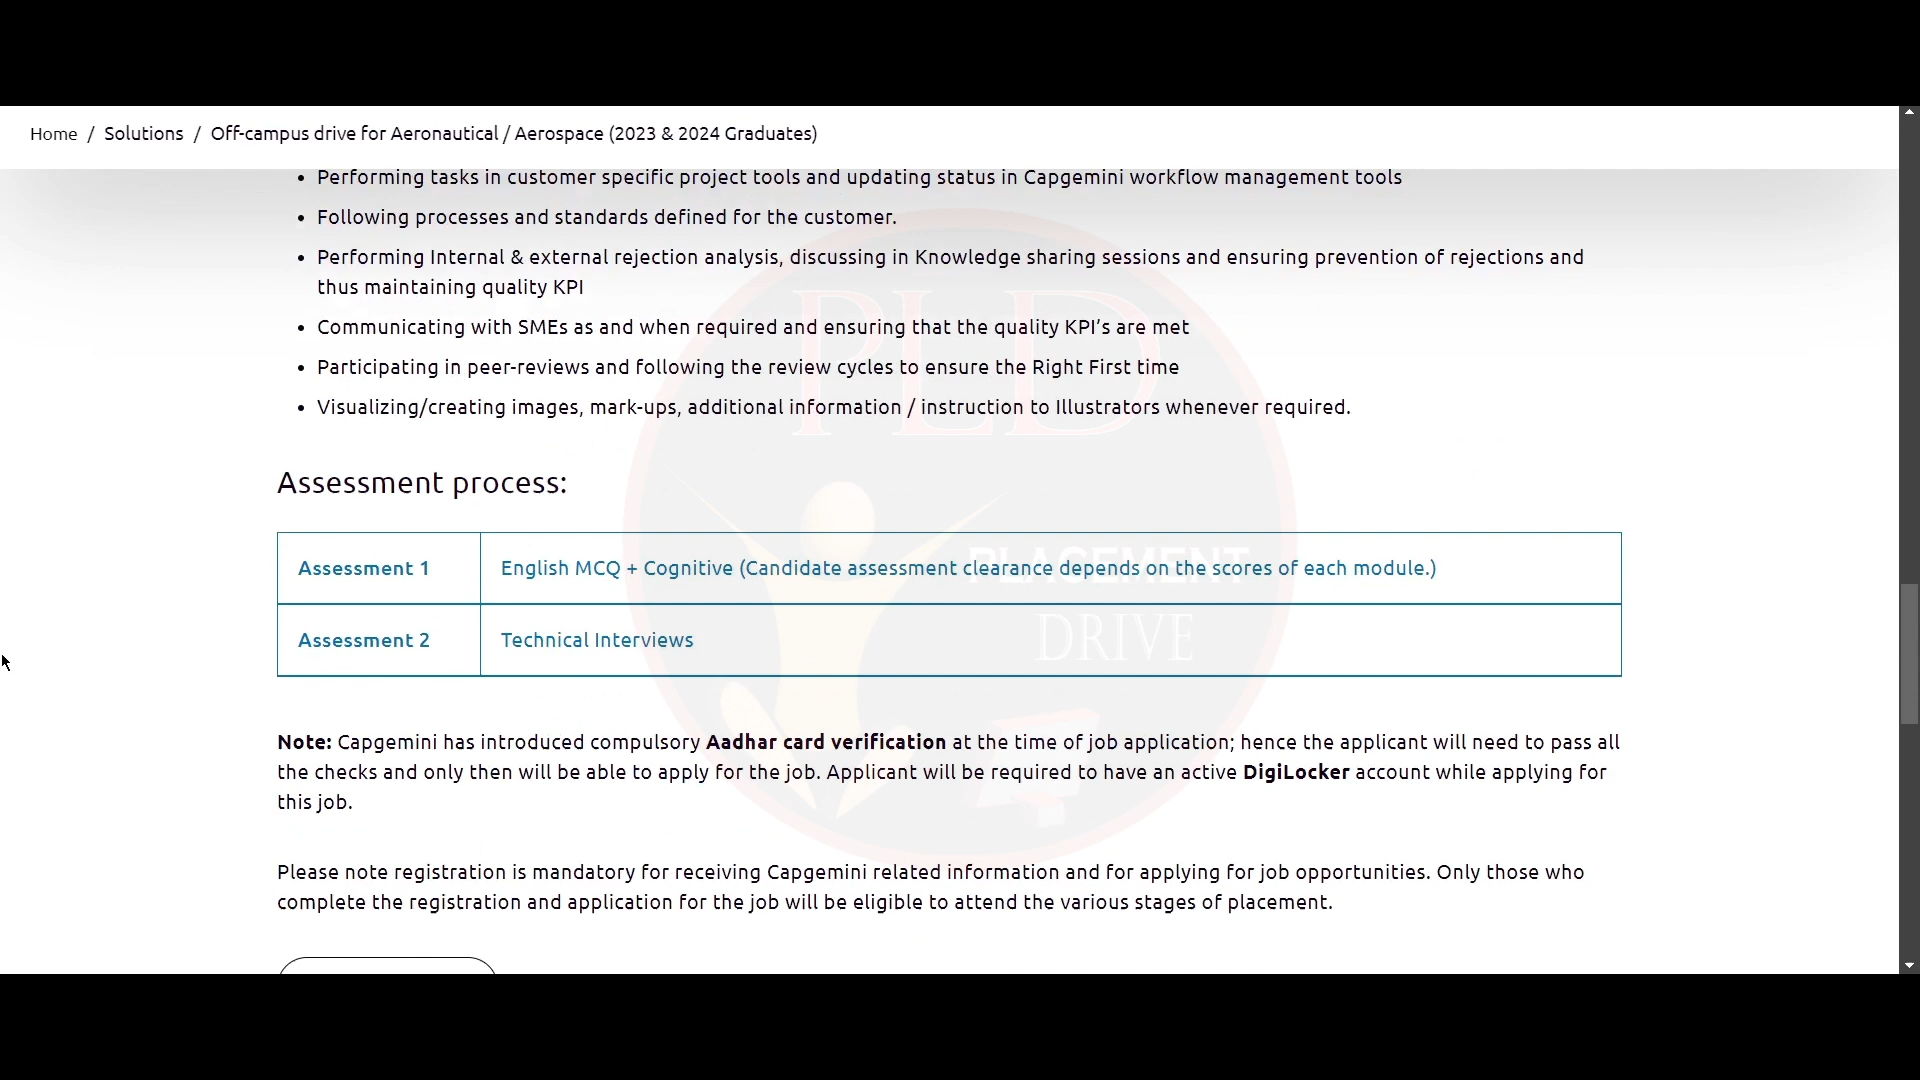 Home / Solutions / Off-campus drive for Aeronautical / Aerospace (2023 & 2024 Graduates)
• Performing tasks in customer specific project tools and updating status in Capgemini workflow management tools
• Following processes and standards defined for the customer.
• Performing Internal & external rejection analysis, discussing in Knowledge sharing sessions and ensuring prevention of rejections and
thus maintaining quality KPI
• Communicating with SMEs as and when required and ensuring that the quality KPI’s are met
• Participating in peer-reviews and following the review cycles to ensure the Right First time
• Visualizing/creating images, mark-ups, additional information / instruction to Illustrators whenever required.
PLD
Assessment process:
Assessment 1 English MCQ + Cognitive (Candidate assessment clearance depends on the scores of each module.)
PLACEMENT
DRIVE
Assessment 2 Technical Interviews
Note: Capgemini has introduced compulsory Aadhar card verification at the time of job application; hence the applicant will need to pass all
the checks and only then will be able to apply for the job. Applicant will be required to have an active DigiLocker account while applying for
this job.
Please note registration is mandatory for receiving Capgemini related information and for applying for job opportunities. Only those who
complete the registration and application for the job will be eligible to attend the various stages of placement.